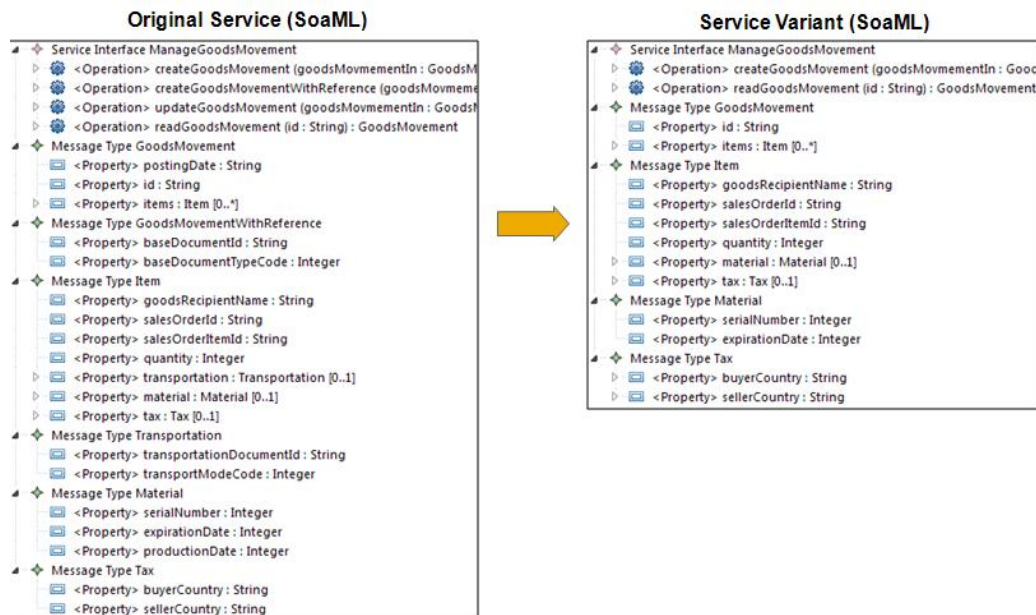 Original Service (SoaML)
Service Interface ManageGoodsMovement
<Operation> createGoodsMovement (goodsMovmementIn : GoodsM
<Operation> createGoodsMovementWithReference (goodsMovmeme
<Operation> updateGoodsMovement (goodsMovmementIn : GoodsM
<Operation> readGoodsMovement (id : String) : GoodsMovement
Message Type GoodsMovement
<Property> postingDate : String
<Property> id : String
<Property> items : Item [0..*]
Message Type GoodsMovementWithReference
<Property> baseDocumentId : String
<Property> baseDocumentTypeCode : Integer
Message Type Item
<Property> goodsRecipientName : String
<Property> salesOrderId : String
<Property> salesOrderItemId : String
<Property> quantity : Integer
<Property> transportation : Transportation [0..1]
<Property> material : Material [0..1]
<Property> tax : Tax [0..1]
Message Type Transportation
<Property> transportationDocumentId : String
<Property> transportModeCode : Integer
Message Type Material
<Property> serialNumber : Integer
<Property> expirationDate : Integer
<Property> productionDate : Integer
Message Type Tax
<Property> buyerCountry : String
<Property> sellerCountry : String
Service Variant (SoaML)
Service Interface ManageGoodsMovement
<Operation> createGoodsMovement (goodsMovmementIn : Good
<Operation> readGoodsMovement (id : String) : GoodsMovement
Message Type GoodsMovement
<Property> id : String
<Property> items : Item [0..*]
Message Type Item
<Property> goodsRecipientName : String
<Property> salesOrderId : String
<Property> salesOrderItemId : String
<Property> quantity : Integer
<Property> material : Material [0..1]
<Property> tax : Tax [0..1]
Message Type Material
<Property> serialNumber : Integer
<Property> expirationDate : Integer
Message Type Tax
<Property> buyerCountry : String
<Property> sellerCountry : String